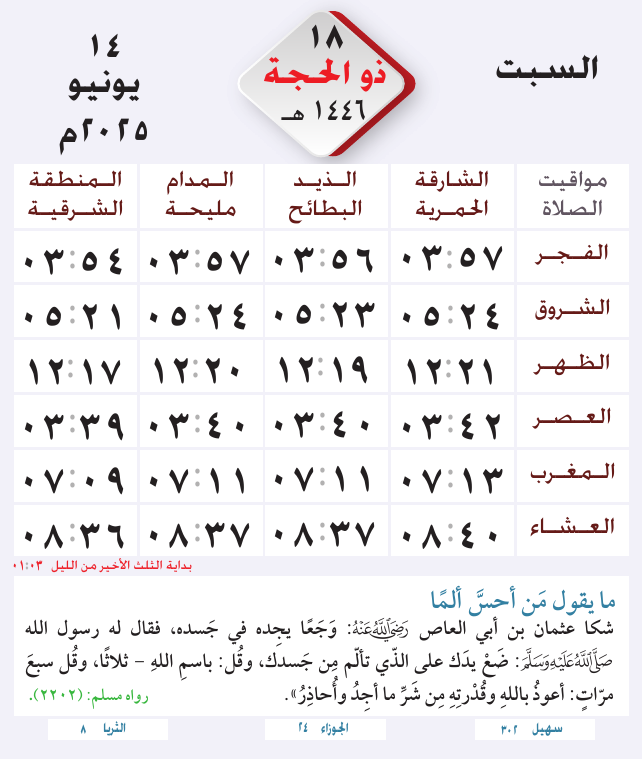 السبت
١٨
ذو الحجة
١٤٤٦ هـ
١٤
يونيو
٢٠٢٥م
مواقيت الصلاة	الشارقة الحمرية	الذيد البطائح	المدام مليحة	المنطقة الشرقية
الفجر	٠٣:٥٧	٠٣:٥٦	٠٣:٥٧	٠٣:٥٤
الشروق	٠٥:٢٤	٠٥:٢٣	٠٥:٢٤	٠٥:٢١
الظهر	١٢:٢١	١٢:١٩	١٢:٢٠	١٢:١٧
العصر	٠٣:٤٢	٠٣:٤٠	٠٣:٤٠	٠٣:٣٩
المغرب	٠٧:١٣	٠٧:١١	٠٧:١١	٠٧:٠٩
العشاء	٠٨:٤٠	٠٨:٣٧	٠٨:٣٧	٠٨:٣٦
بداية الثلث الأخير من الليل ٠١:٠٣
ما يقول مَن أحسَّ ألمًا
شكا عثمان بن أبي العاص رَضِيَ اللَّهُ عَنْهُ: وَجَعًا يجِده في جَسده، فقال له رسول الله
صَلَّى اللَّهُ عَلَيْهِ وَسَلَّمَ: ضَعْ يدَك على الذّي تألّم مِن جَسدك، وقُل: باسمِ اللهِ – ثلاثًا، وقُل سبعَ
مرّاتٍ: أعوذُ باللهِ وقُدْرتِهِ مِن شَرِّ ما أجِدُ وأُحاذِرُ». رواه مسلم: (٢٢٠٢).
سهيل ٣٠٢	الجوزاء ٢٤	الثريا ٨